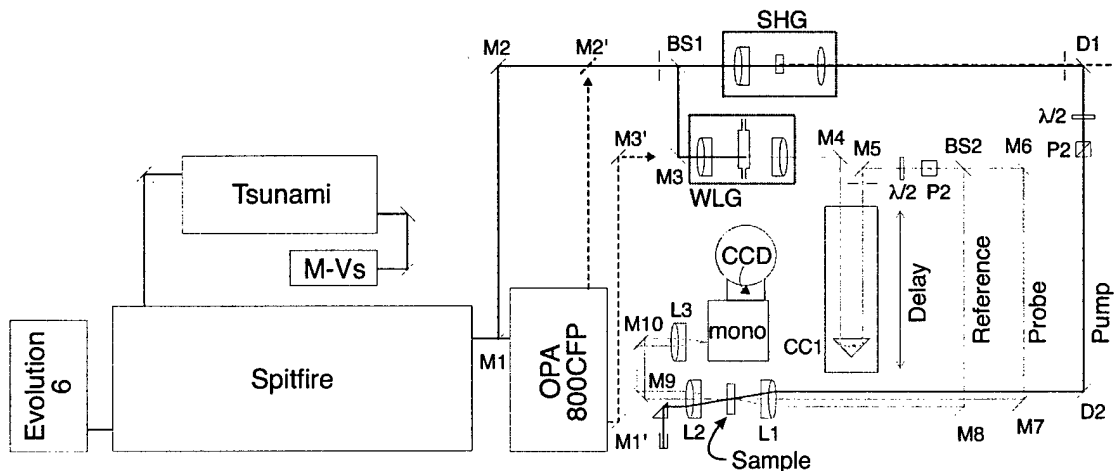 SHG
M2
M2'
BS1
D1
λ/2
M3'
M4
M5
BS2
M6
P2
M3
Tsunami
WLG
λ/2
P2
M-Vs
CCD
Delay
Reference
Probe
Pump
L3
M10
mono
CC1
M1
OPA
800CFP
Evolution
6
Spitfire
M9
D2
M1'
L2
L1
M8
M7
Sample